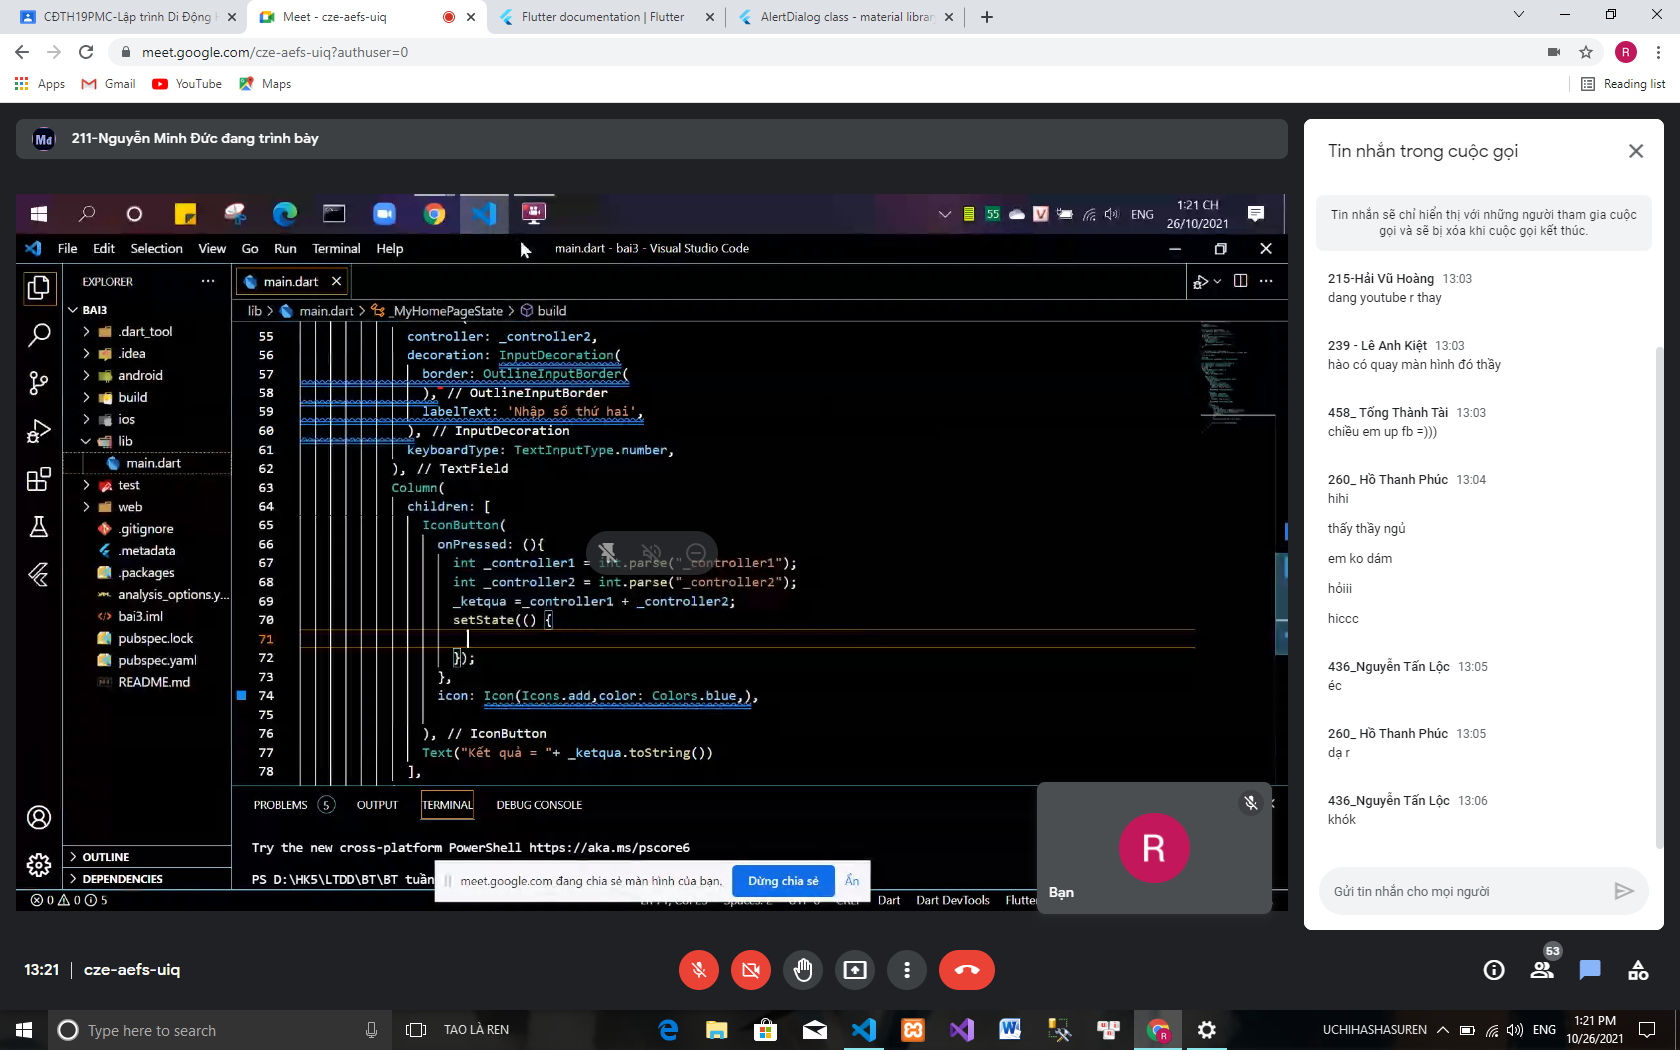 CĐTH19PMC-Lập trình Di Động
Meet - cze-aefs-uiq
Flutter documentation | Flutter
AlertDialog class - material library
meet.google.com/cze-aefs-uiq?authuser=0
R
Apps
Gmail
YouTube
Maps
Reading list
Md
211-Nguyễn Minh Đức đang trình bày
55
V
ENG
1:21 CH
26/10/2021
File
Edit
Selection
View
Go
Run
Terminal
Help
main.dart - bai3 - Visual Studio Code
EXPLORER
main.dart
BAI3
.dart_tool
.idea
android
build
ios
lib
main.dart
test
web
.gitignore
.metadata
.packages
analysis_options.y...
bai3.iml
pubspec.lock
pubspec.yaml
README.md
OUTLINE
DEPENDENCIES
lib > main.dart > _MyHomePageState > build
55 controller: _controller2,
56 decoration: InputDecoration(
57 border: OutlineInputBorder(
58 ), // OutlineInputBorder
59 labelText: 'Nhập số thứ hai',
60 ), // InputDecoration
61 keyboardType: TextInputType.number,
62 ), // TextField
63 Column(
64 children: [
65 IconButton(
66 onPressed: (){
67 int _controller1 = int.parse("_controller1");
68 int _controller2 = int.parse("_controller2");
69 _ketqua =_controller1 + _controller2;
70 setState(() {
71
72 });
73 },
74 icon: Icon(Icons.add,color: Colors.blue,),
75
76 ), // IconButton
77 Text("Kết quả = "+ _ketqua.toString())
78 ],
PROBLEMS 5
OUTPUT
TERMINAL
DEBUG CONSOLE
Try the new cross-platform PowerShell https://aka.ms/pscore6
PS D:\HK5\LTDD\BT\BT tuần
meet.google.com đang chia sẻ màn hình của bạn.
Dừng chia sẻ
Ẩn
0 0 5
Dart
Dart DevTools
Flutter
R
Bạn
Tin nhắn trong cuộc gọi
Tin nhắn sẽ chỉ hiển thị với những người tham gia cuộc
gọi và sẽ bị xóa khi cuộc gọi kết thúc.
215-Hải Vũ Hoàng 13:03
dang youtube r thay
239 - Lê Anh Kiệt 13:03
hào có quay màn hình đó thầy
458_ Tống Thành Tài 13:03
chiều em up fb =)))
260_ Hồ Thanh Phúc 13:04
hihi
thấy thầy ngủ
em ko dám
hỏiii
hiccc
436_Nguyễn Tấn Lộc 13:05
éc
260_ Hồ Thanh Phúc 13:05
dạ r
436_Nguyễn Tấn Lộc 13:06
khók
Gửi tin nhắn cho mọi người
13:21 | cze-aefs-uiq
53
Type here to search
TAO LÀ REN
UCHIHASHASUREN
ENG
1:21 PM
10/26/2021